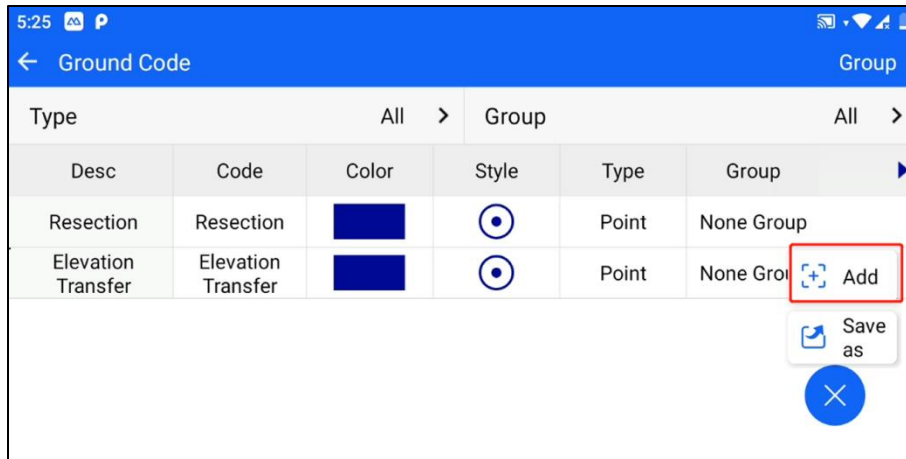 5:25
Ground Code Group
Type All > Group All >
Desc Code Color Style Type Group
Resection Resection Point None Group
Elevation Transfer Elevation Transfer Point None Grou
Add
Save as